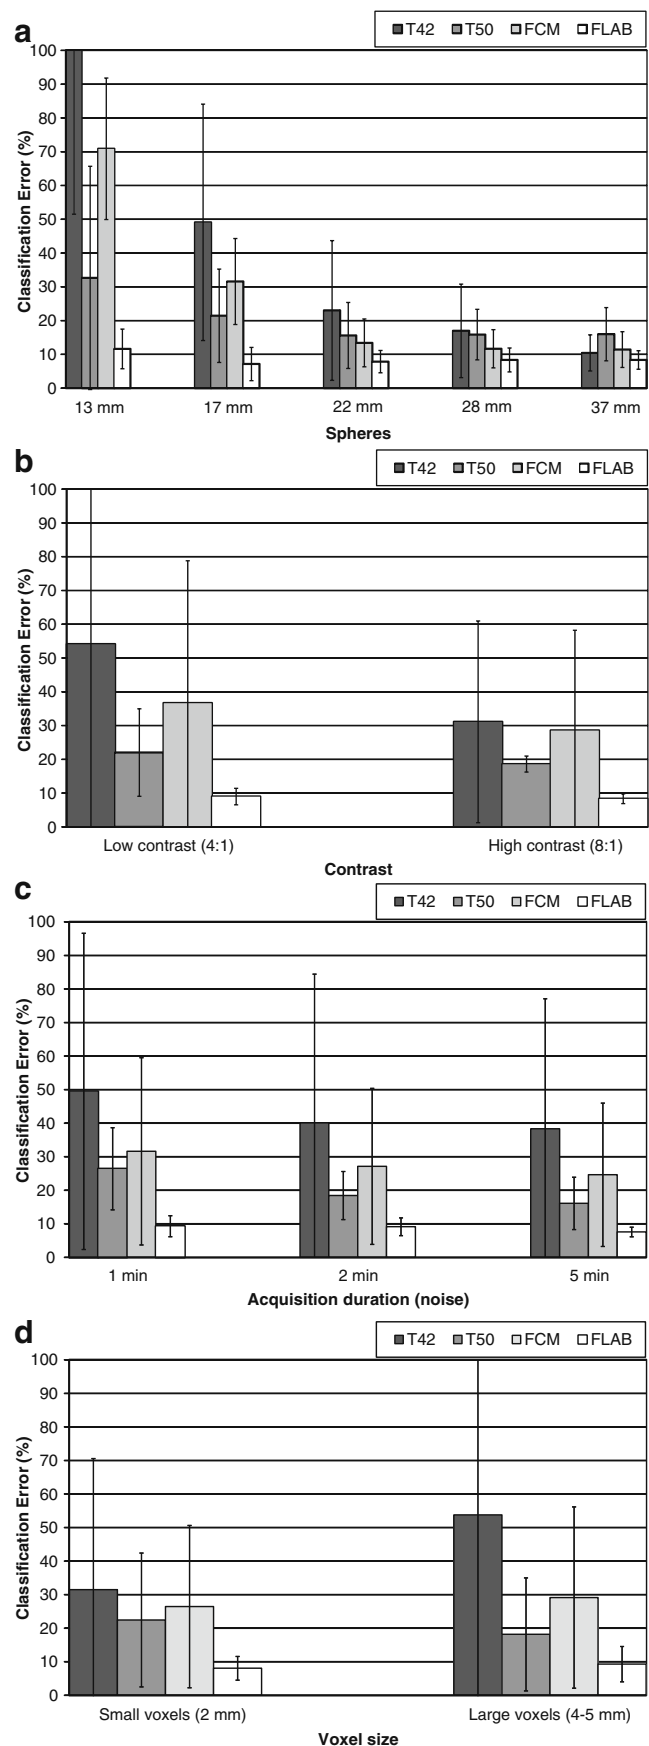 a
T42 T50 FCM FLAB
Classification Error (%)
100
90
80
70
60
50
40
30
20
10
0
13 mm 17 mm 22 mm 28 mm 37 mm
Spheres
b
T42 T50 FCM FLAB
Classification Error (%)
100
90
80
70
60
50
40
30
20
10
0
Low contrast (4:1) High contrast (8:1)
Contrast
c
T42 T50 FCM FLAB
Classification Error (%)
100
90
80
70
60
50
40
30
20
10
0
1 min 2 min 5 min
Acquisition duration (noise)
d
T42 T50 FCM FLAB
Classification Error (%)
100
90
80
70
60
50
40
30
20
10
0
Small voxels (2 mm) Large voxels (4-5 mm)
Voxel size